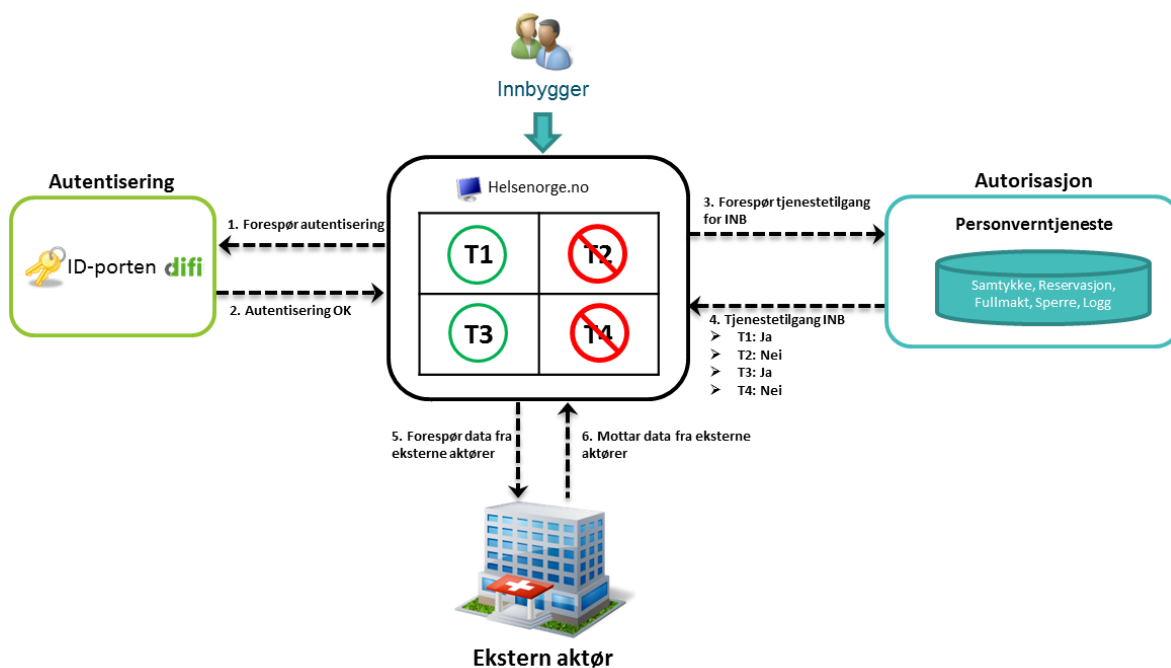 Innbygger
Autentisering
ID-porten difi
1. Forespør autentisering
2. Autentisering OK
Helsenorge.no
T1
T2
T3
T4
3. Forespør tjenestetilgang
for INB
4. Tjenestetilgang INB
➢ T1: Ja
➢ T2: Nei
➢ T3: Ja
➢ T4: Nei
Autorisasjon
Personverntjeneste
Samtykke, Reservasjon,
Fullmakt, Sperre, Logg
5. Forespør data fra
eksterne aktører
6. Mottar data fra eksterne
aktører
Ekstern aktør